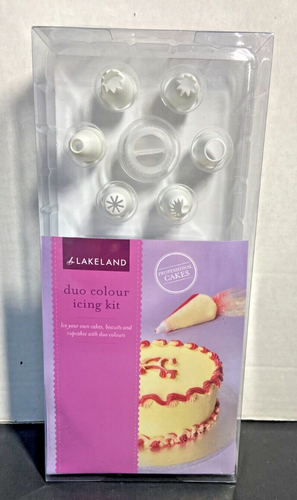 LAKELAND
PROFESSIONAL
CAKES
duo colour
icing kit
Ice your own cakes, biscuits and
cupcakes with duo colours